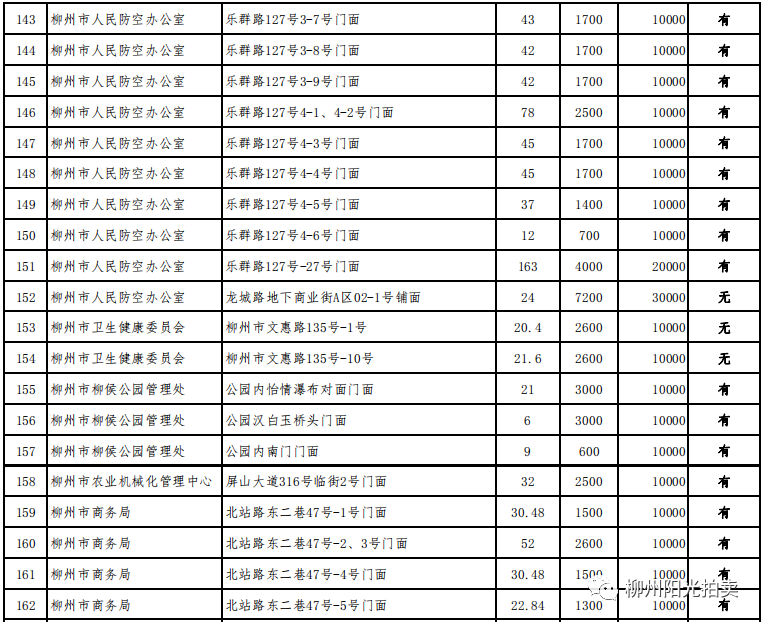 143 柳州市人民防空办公室 乐群路127号3-7号门面 43 1700 10000 有
144 柳州市人民防空办公室 乐群路127号3-8号门面 42 1700 10000 有
145 柳州市人民防空办公室 乐群路127号3-9号门面 42 1700 10000 有
146 柳州市人民防空办公室 乐群路127号4-1、4-2号门面 78 2500 10000 有
147 柳州市人民防空办公室 乐群路127号4-3号门面 45 1700 10000 有
148 柳州市人民防空办公室 乐群路127号4-4号门面 45 1700 10000 有
149 柳州市人民防空办公室 乐群路127号4-5号门面 37 1400 10000 有
150 柳州市人民防空办公室 乐群路127号4-6号门面 12 700 10000 有
151 柳州市人民防空办公室 乐群路127号-27号门面 163 4000 20000 有
152 柳州市人民防空办公室 龙城路地下商业街A区02-1号铺面 24 7200 30000 无
153 柳州市卫生健康委员会 柳州市文惠路135号-1号 20.4 2600 10000 无
154 柳州市卫生健康委员会 柳州市文惠路135号-10号 21.6 2600 10000 无
155 柳州市柳侯公园管理处 公园内怡情瀑布对面门面 21 3000 10000 有
156 柳州市柳侯公园管理处 公园汉白玉桥头门面 6 3000 10000 有
157 柳州市柳侯公园管理处 公园内南门门面 9 600 10000 有
158 柳州市农业机械化管理中心 屏山大道316号临街2号门面 32 2500 10000 有
159 柳州市商务局 北站路东二巷47号-1号门面 30.48 1500 10000 有
160 柳州市商务局 北站路东二巷47号-2、3号门面 52 2600 10000 有
161 柳州市商务局 北站路东二巷47号-4号门面 30.48 1500 10000 有
柳州阳光拍卖
162 柳州市商务局 北站路东二巷47号-5号门面 22.84 1300 10000 有